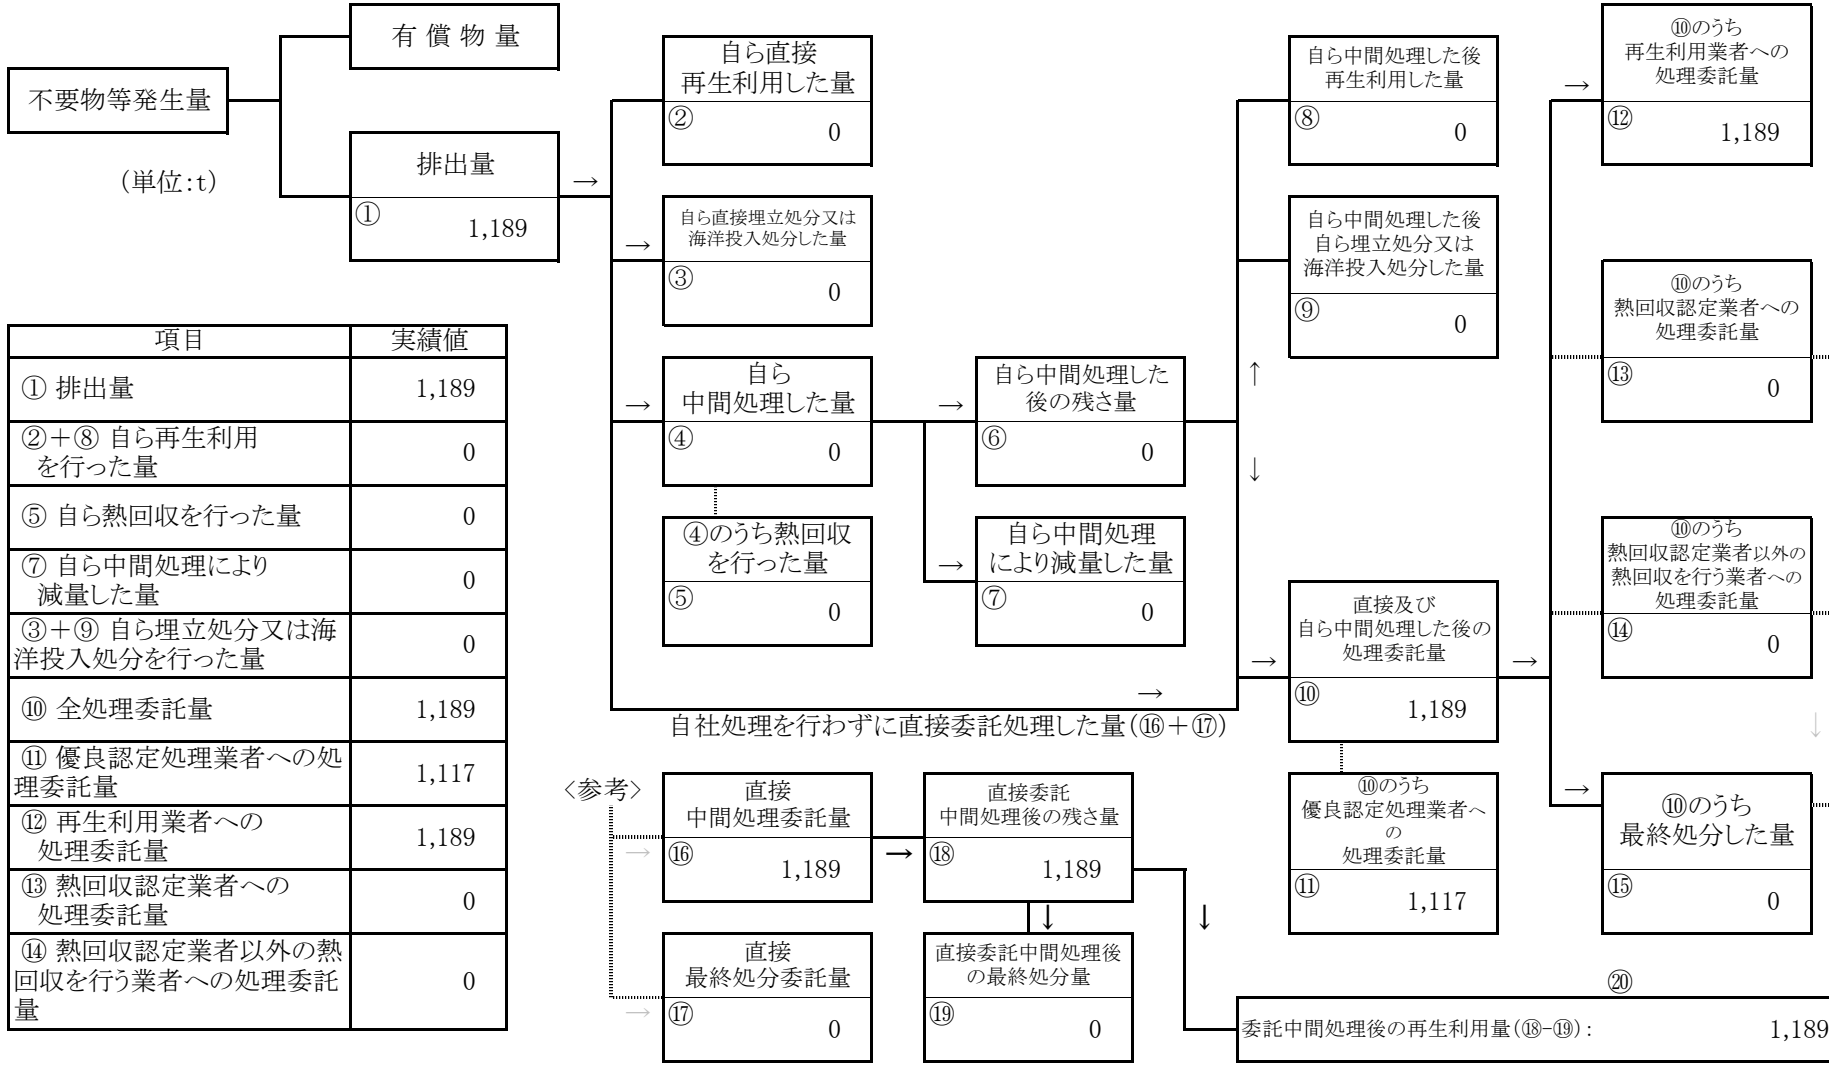 有 償 物 量
不要物等発生量
(単位:t)
排出量
①
1,189
→
自ら直接
再生利用した量
②
0
→
自ら直接埋立処分又は
海洋投入処分した量
③
0
→
自ら
中間処理した量
④
0
④のうち熱回収
を行った量
⑤
0
→
自ら中間処理した
後の残さ量
⑥
0
→
自ら中間処理
により減量した量
⑦
0
↑
↓
自ら中間処理した後
再生利用した量
⑧
0
自ら中間処理した後
自ら埋立処分又は
海洋投入処分した量
⑨
0
→
直接及び
自ら中間処理した後の
処理委託量
⑩
1,189
→
⑩のうち
優良認定処理業者へ
の
処理委託量
⑪
1,117
→
⑩のうち
再生利用業者への
処理委託量
⑫
1,189
⑩のうち
熱回収認定業者への
処理委託量
⑬
0
⑩のうち
熱回収認定業者以外の
熱回収を行う業者への
処理委託量
⑭
0
↓
→
⑩のうち
最終処分した量
⑮
0
→
自社処理を行わずに直接委託処理した量(⑯＋⑰)
項目 実績値
① 排出量 1,189
②＋⑧ 自ら再生利用
を行った量 0
⑤ 自ら熱回収を行った量 0
⑦ 自ら中間処理により
減量した量 0
③＋⑨ 自ら埋立処分又は海
洋投入処分を行った量 0
⑩ 全処理委託量 1,189
⑪ 優良認定処理業者への処
理委託量 1,117
⑫ 再生利用業者への
処理委託量 1,189
⑬ 熱回収認定業者への
処理委託量 0
⑭ 熱回収認定業者以外の熱
回収を行う業者への処理委託
量 0
<参考>
→
直接
中間処理委託量
⑯
1,189
→
直接委託
中間処理後の残さ量
⑱
1,189
↓
↓
→
直接
最終処分委託量
⑰
0
直接委託中間処理後
の最終処分量
⑲
0
⑳
委託中間処理後の再生利用量(⑱-⑲): 1,189